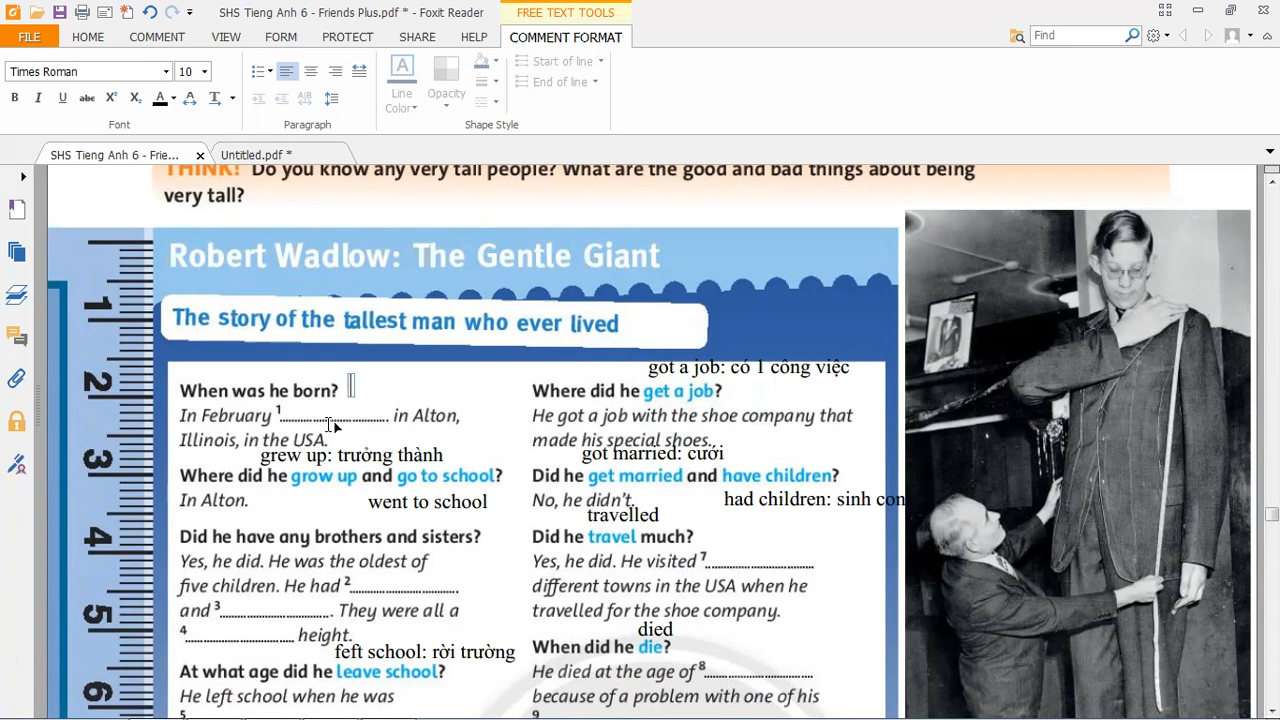 SHS Tieng Anh 6 - Friends Plus.pdf * - Foxit Reader
FREE TEXT TOOLS
FILE HOME COMMENT VIEW FORM PROTECT SHARE HELP COMMENT FORMAT
Find
Times Roman 10
Start of line
Line Color
Opacity
End of line
Font Paragraph Shape Style
SHS Tieng Anh 6 - Frie... Untitled.pdf *
THINK! Do you know any very tall people? What are the good and bad things about being
very tall?
Robert Wadlow: The Gentle Giant
The story of the tallest man who ever lived
When was he born?
In February 1 .............................. in Alton,
Illinois, in the USA.
grew up: trưởng thành
Where did he grow up and go to school?
In Alton.
went to school
Did he have any brothers and sisters?
Yes, he did. He was the oldest of
five children. He had 2 ..............................
and 3 .............................. . They were all a
4 .............................. height.
feft school: rời trường
At what age did he leave school?
He left school when he was
5
got a job: có 1 công việc
Where did he get a job?
He got a job with the shoe company that
made his special shoes.
got married: cưới
Did he get married and have children?
No, he didn't.
had children: sinh con
travelled
Did he travel much?
Yes, he did. He visited 7 ..............................
different towns in the USA when he
travelled for the shoe company.
died
When did he die?
He died at the age of 8 ..............................
because of a problem with one of his
9
1
2
3
4
5
6